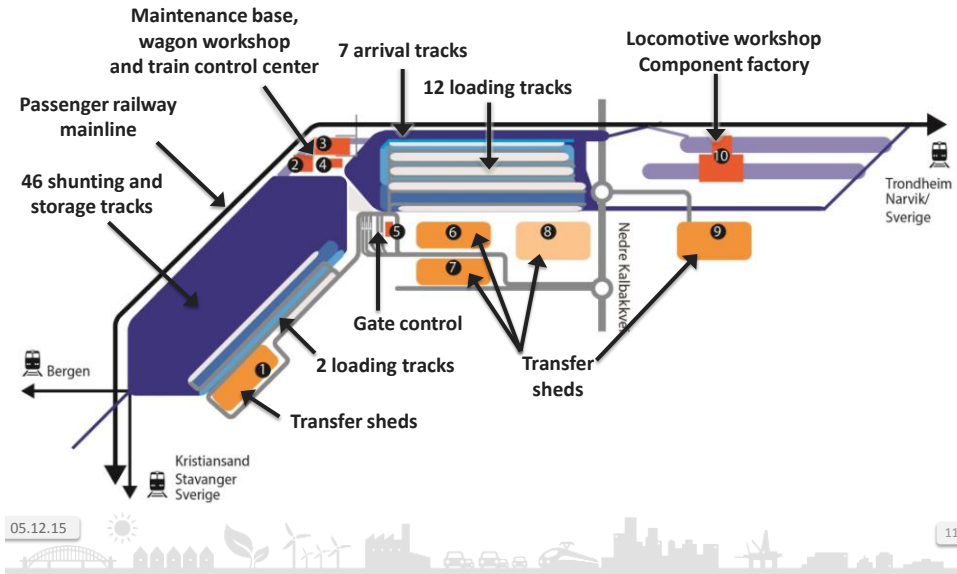 Maintenance base,
wagon workshop
and train control center
7 arrival tracks
Locomotive workshop
Component factory
12 loading tracks
Passenger railway
mainline
46 shunting and
storage tracks
3
2
4
10
Trondheim
Narvik/
Sverige
5
6
8
9
7
Nedre Kalbakkvei
Gate control
2 loading tracks
Transfer
sheds
1
Bergen
Transfer sheds
Kristiansand
Stavanger
Sverige
05.12.15
11